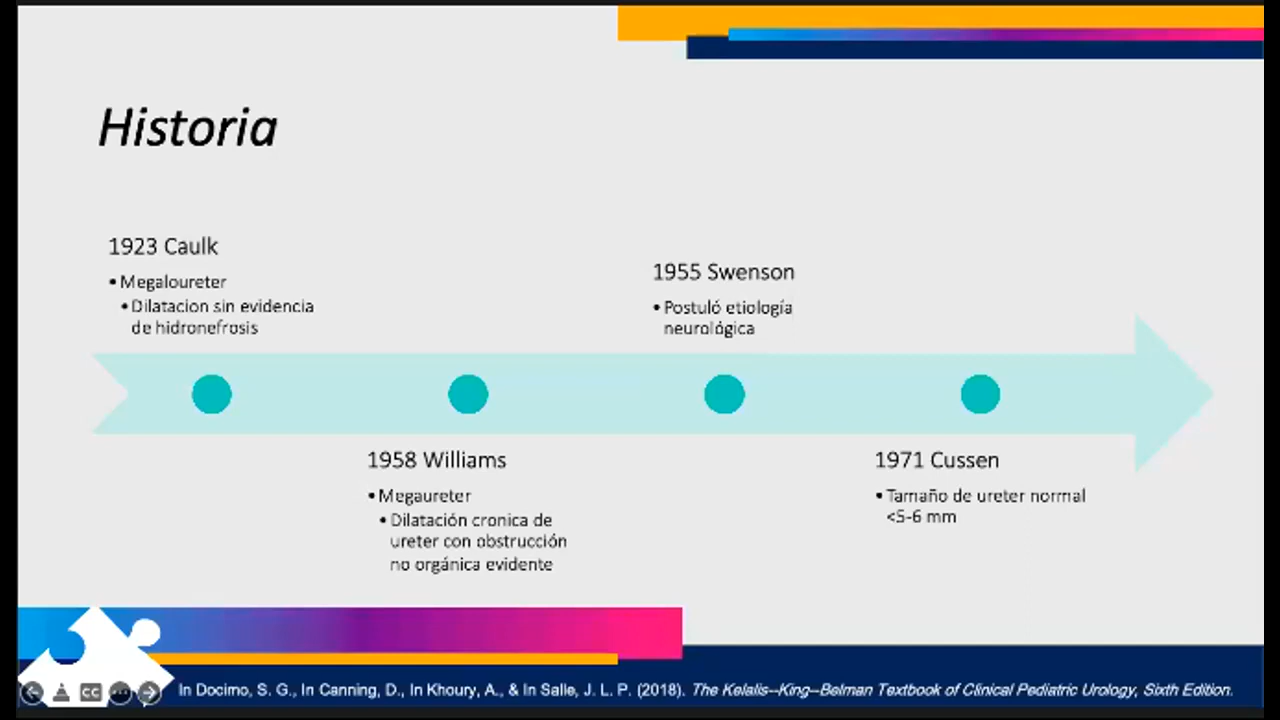 Historia
1923 Caulk
•Megaloureter
•Dilatacion sin evidencia
de hidronefrosis
1958 Williams
•Megaureter
•Dilatación cronica de
ureter con obstrucción
no orgánica evidente
1955 Swenson
•Postuló etiología
neurológica
1971 Cussen
•Tamaño de ureter normal
<5-6 mm
CC
In Docimo, S. G., In Canning, D., In Khoury, A., & In Salle, J. L. P. (2018). The Kelalis--King--Belman Textbook of Clinical Pediatric Urology, Sixth Edition.